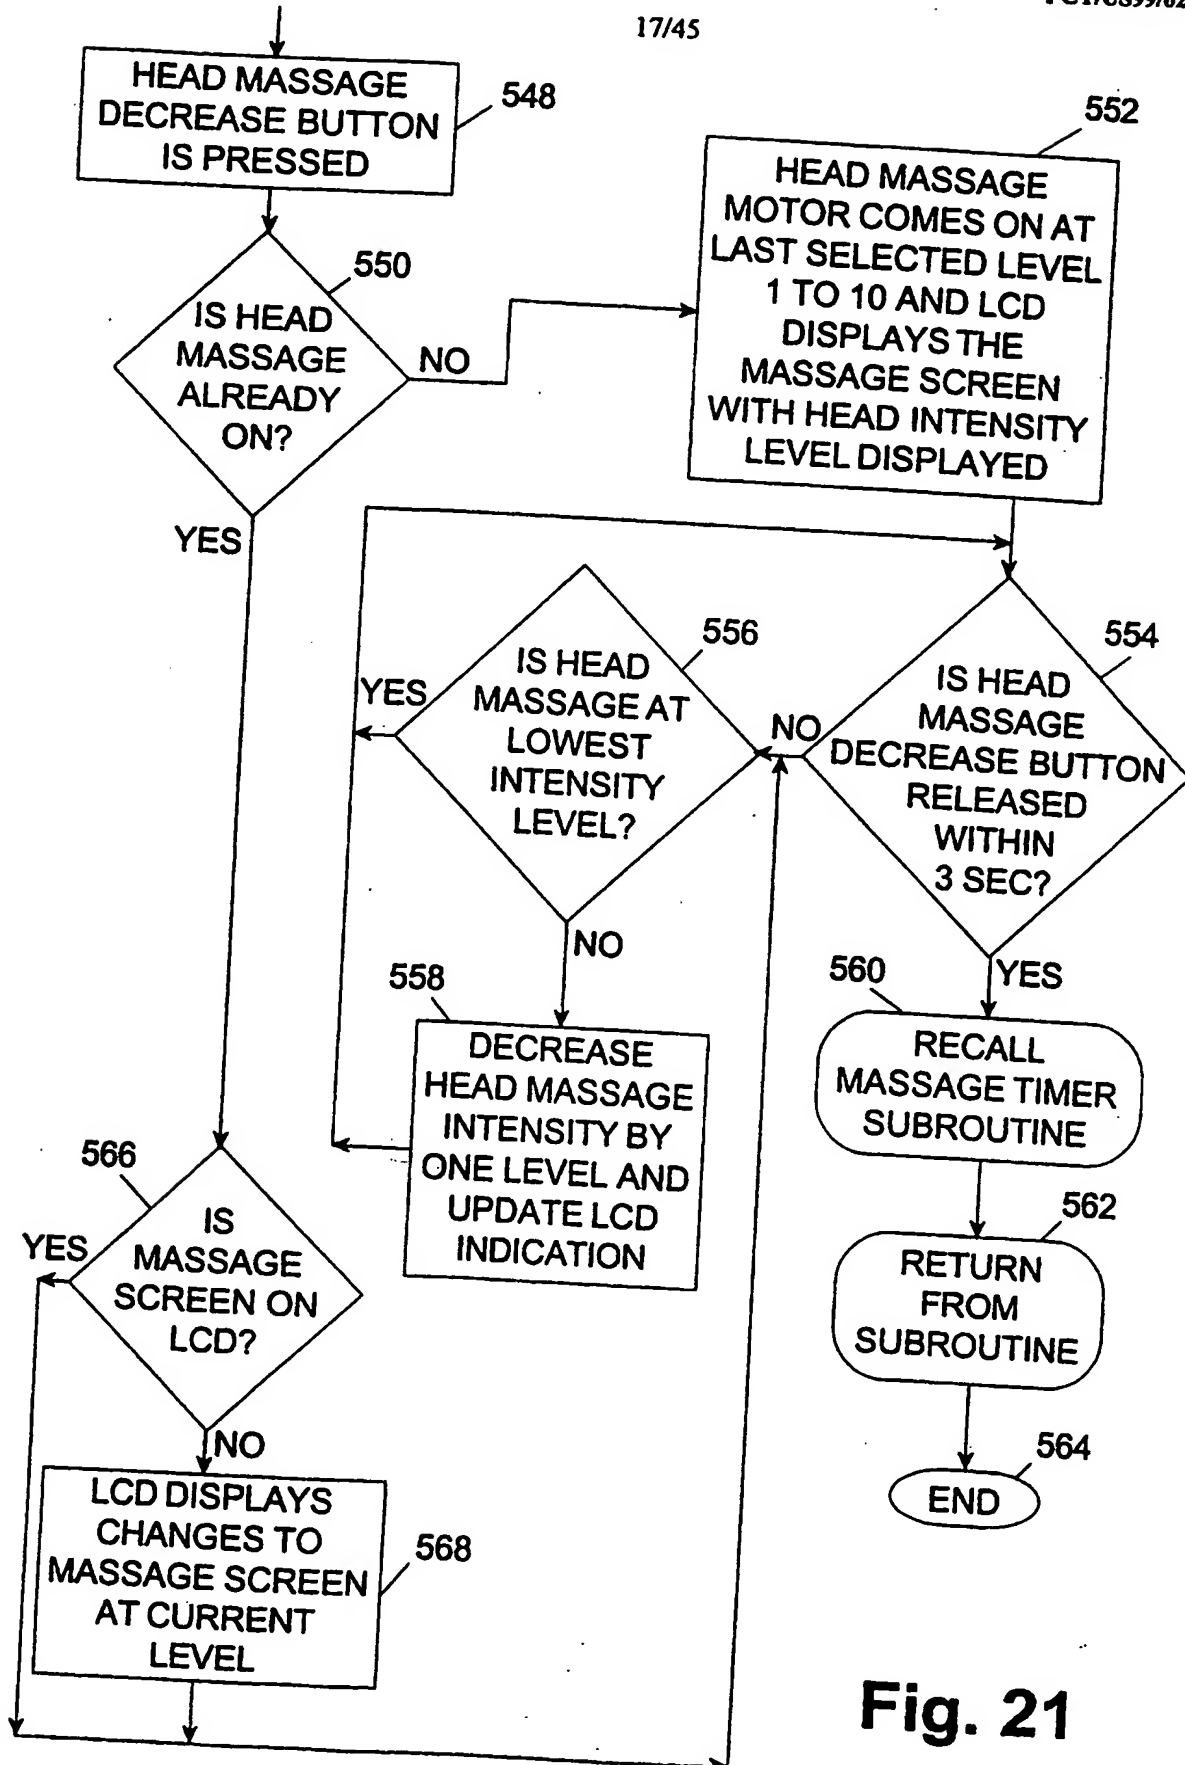 17/45
HEAD MASSAGE
DECREASE BUTTON
IS PRESSED
548
552
HEAD MASSAGE
MOTOR COMES ON AT
LAST SELECTED LEVEL
1 TO 10 AND LCD
DISPLAYS THE
MASSAGE SCREEN
WITH HEAD INTENSITY
LEVEL DISPLAYED
550
IS HEAD
MASSAGE
ALREADY
ON?
NO
YES
556
IS HEAD
MASSAGE AT
LOWEST
INTENSITY
LEVEL?
YES
NO
554
IS HEAD
MASSAGE
DECREASE BUTTON
RELEASED
WITHIN
3 SEC?
NO
YES
558
DECREASE
HEAD MASSAGE
INTENSITY BY
ONE LEVEL AND
UPDATE LCD
INDICATION
560
RECALL
MASSAGE TIMER
SUBROUTINE
562
RETURN
FROM
SUBROUTINE
564
END
566
IS
MASSAGE
SCREEN ON
LCD?
YES
NO
LCD DISPLAYS
CHANGES TO
MASSAGE SCREEN
AT CURRENT
LEVEL
568
Fig. 21